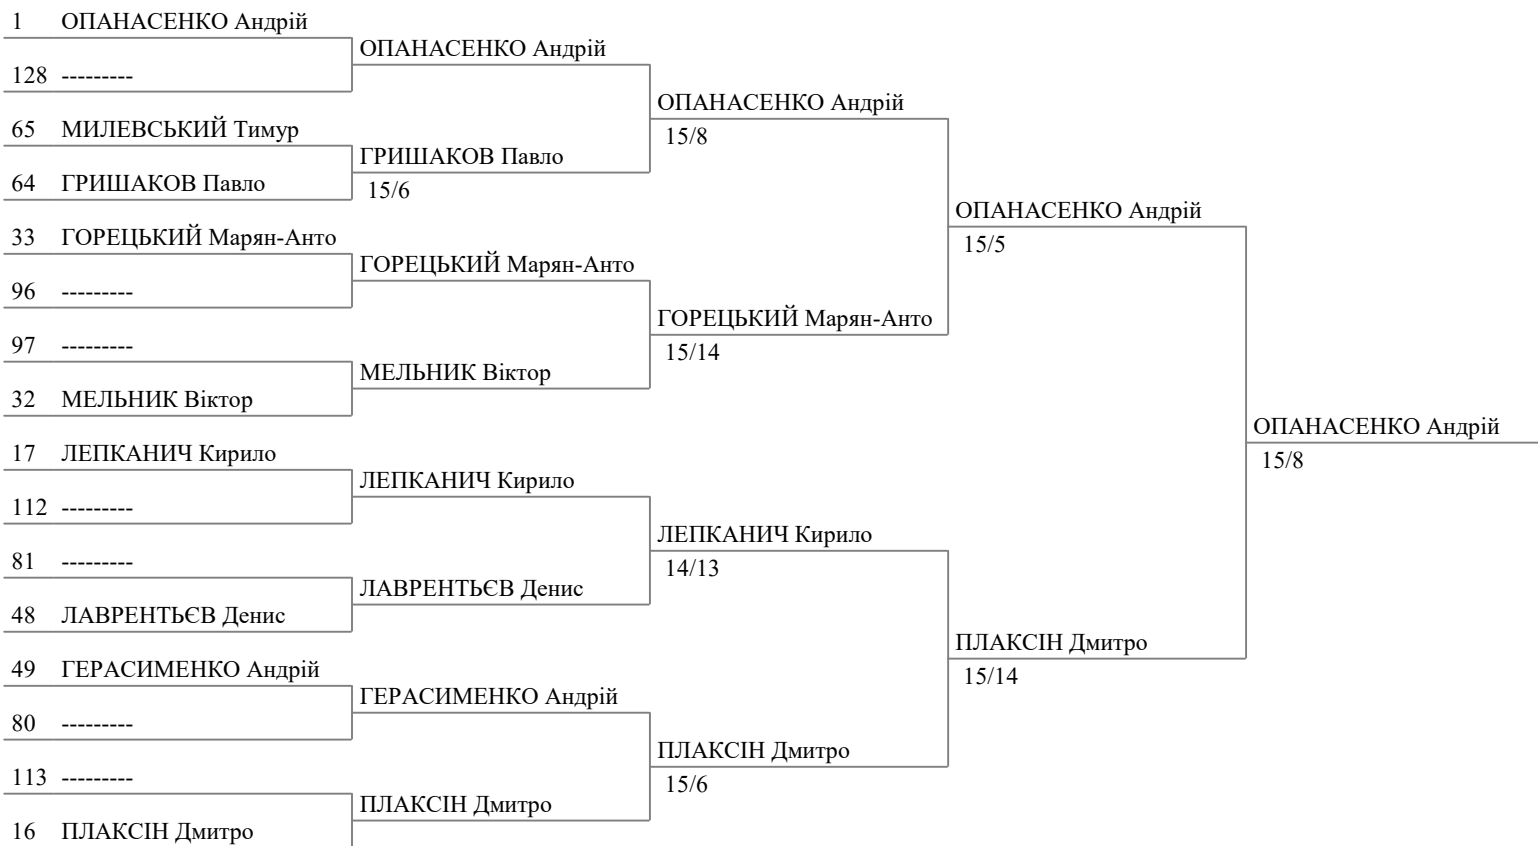 1 ОПАНАСЕНКО Андрій
ОПАНАСЕНКО Андрій
128 ---------
ОПАНАСЕНКО Андрій
65 МИЛЕВСЬКИЙ Тимур
15/8
ГРИШАКОВ Павло
64 ГРИШАКОВ Павло
15/6
ОПАНАСЕНКО Андрій
33 ГОРЕЦЬКИЙ Марян-Анто
15/5
ГОРЕЦЬКИЙ Марян-Анто
96 ---------
ГОРЕЦЬКИЙ Марян-Анто
97 ---------
15/14
МЕЛЬНИК Віктор
32 МЕЛЬНИК Віктор
ОПАНАСЕНКО Андрій
17 ЛЕПКАНИЧ Кирило
15/8
ЛЕПКАНИЧ Кирило
112 ---------
ЛЕПКАНИЧ Кирило
81 ---------
14/13
ЛАВРЕНТЬЄВ Денис
48 ЛАВРЕНТЬЄВ Денис
ПЛАКСІН Дмитро
49 ГЕРАСИМЕНКО Андрій
15/14
ГЕРАСИМЕНКО Андрій
80 ---------
ПЛАКСІН Дмитро
113 ---------
15/6
ПЛАКСІН Дмитро
16 ПЛАКСІН Дмитро